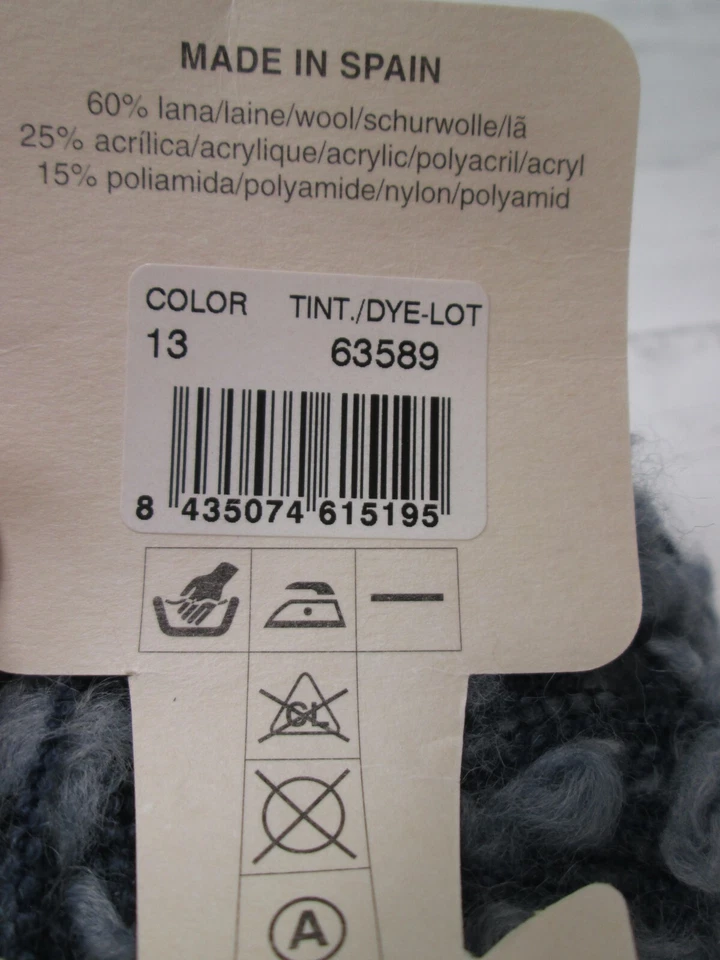 MADE IN SPAIN
60% lana/laine/wool/schurwolle/lã
25% acrílica/acrylique/acrylic/polyacril/acryl
15% poliamida/polyamide/nylon/polyamid
COLOR TINT./DYE-LOT
13 63589
8 435074 615195
CL
A